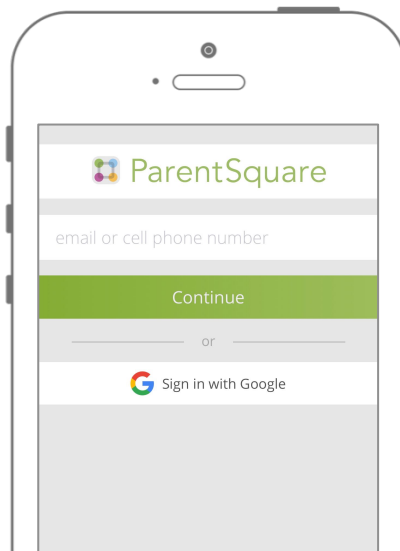 ParentSquare
email or cell phone number
Continue
or
Sign in with Google